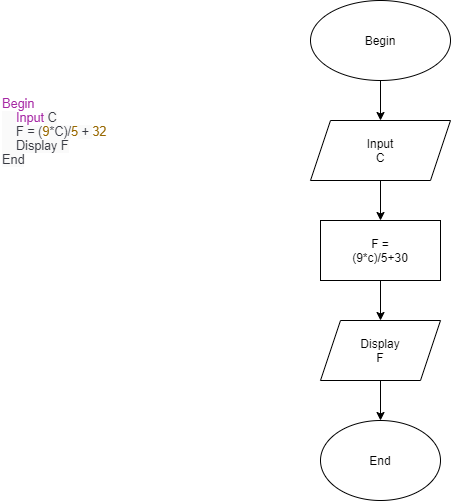 Begin
Input C
F = (9*C)/5 + 32
Display F
End
Begin
Input
C
F =
(9*c)/5+30
Display
F
End